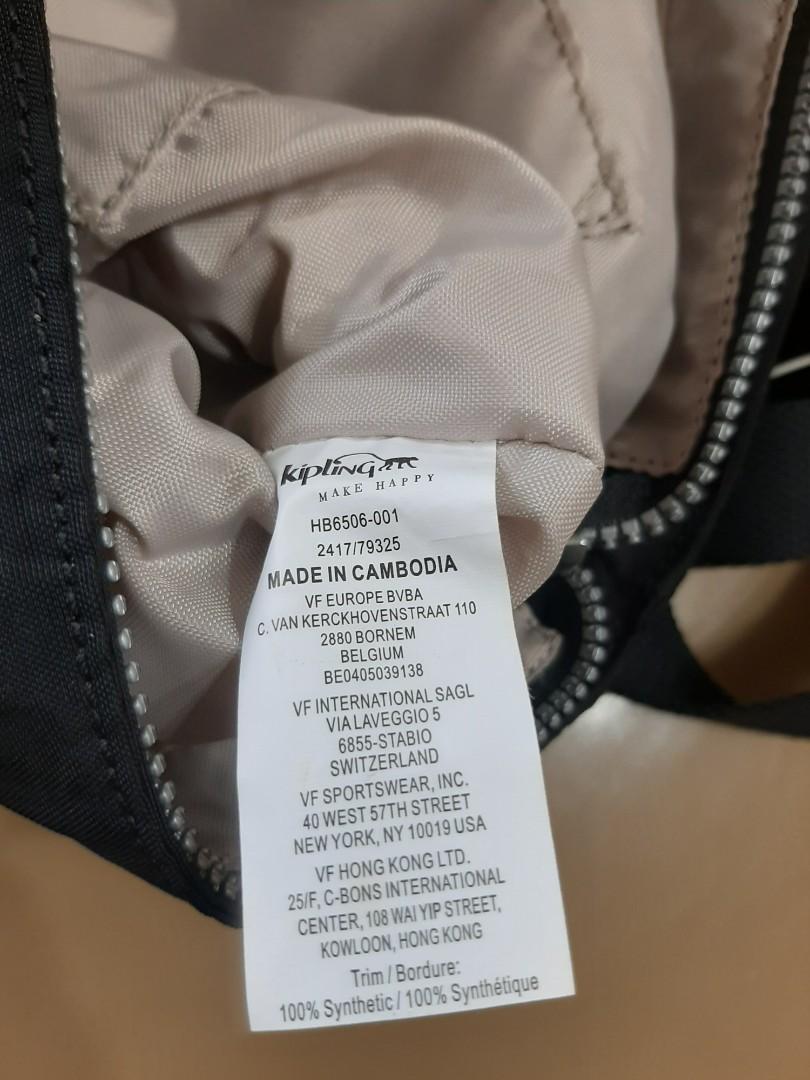 kipling
MAKE HAPPY
HB6506-001
2417/79325
MADE IN CAMBODIA
VF EUROPE BVBA
C. VAN KERCKHOVENSTRAAT 110
2880 BORNEM
BELGIUM
BE0405039138
VF INTERNATIONAL SAGL
VIA LAVEGGIO 5
6855-STABIO
SWITZERLAND
VF SPORTSWEAR, INC.
40 WEST 57TH STREET
NEW YORK, NY 10019 USA
VF HONG KONG LTD.
25/F, C-BONS INTERNATIONAL
CENTER, 108 WAI YIP STREET,
KOWLOON, HONG KONG
Trim / Bordure:
100% Synthetic / 100% Synthétique